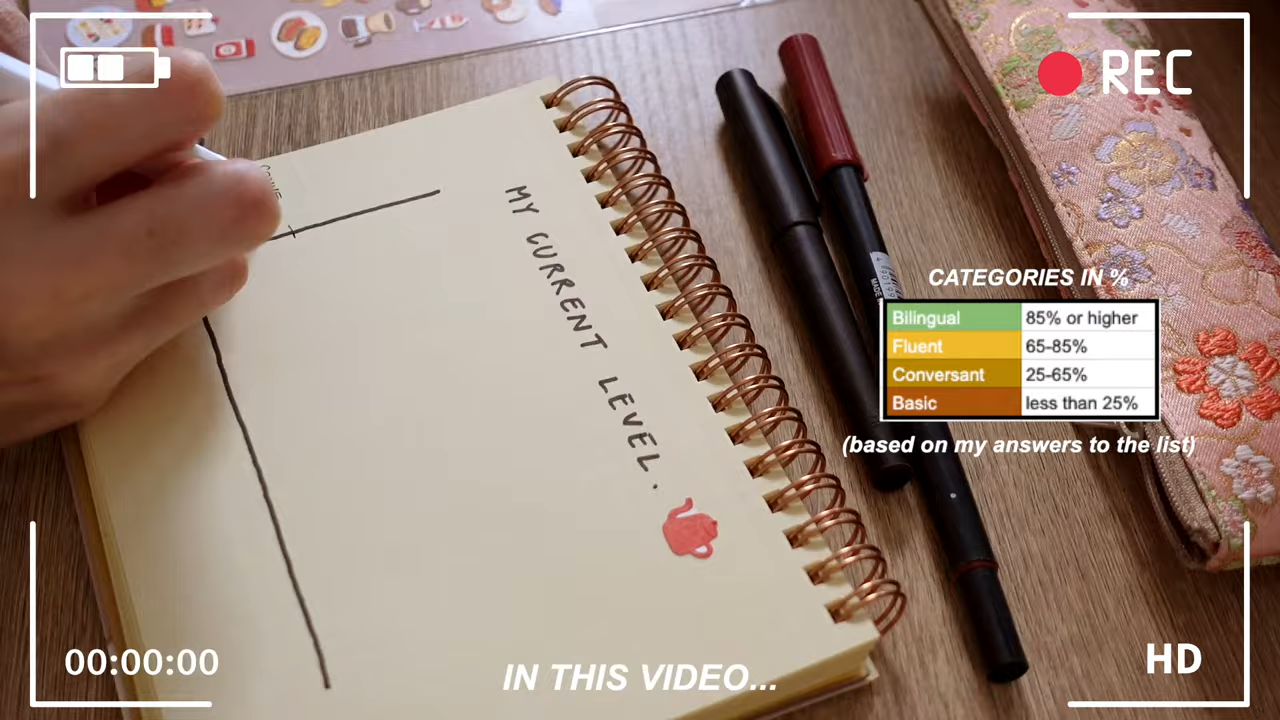 REC
MY CURRENT LEVEL.
CATEGORIES IN %
Bilingual 85% or higher
Fluent 65-85%
Conversant 25-65%
Basic less than 25%
(based on my answers to the list)
00:00:00
IN THIS VIDEO...
HD